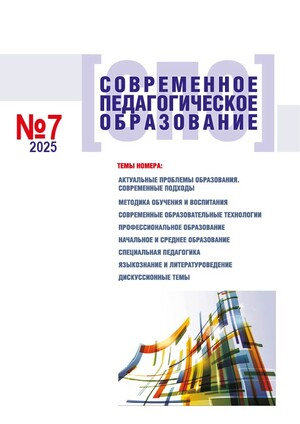 [СПО]
СОВРЕМЕННОЕ
ПЕДАГОГИЧЕСКОЕ
ОБРАЗОВАНИЕ
№7
2025
ТЕМЫ НОМЕРА:
АКТУАЛЬНЫЕ ПРОБЛЕМЫ ОБРАЗОВАНИЯ.
СОВРЕМЕННЫЕ ПОДХОДЫ
МЕТОДИКА ОБУЧЕНИЯ И ВОСПИТАНИЯ
СОВРЕМЕННЫЕ ОБРАЗОВАТЕЛЬНЫЕ ТЕХНОЛОГИИ
ПРОФЕССИОНАЛЬНОЕ ОБРАЗОВАНИЕ
НАЧАЛЬНОЕ И СРЕДНЕЕ ОБРАЗОВАНИЕ
СПЕЦИАЛЬНАЯ ПЕДАГОГИКА
ЯЗЫКОЗНАНИЕ И ЛИТЕРАТУРОВЕДЕНИЕ
ДИСКУССИОННЫЕ ТЕМЫ